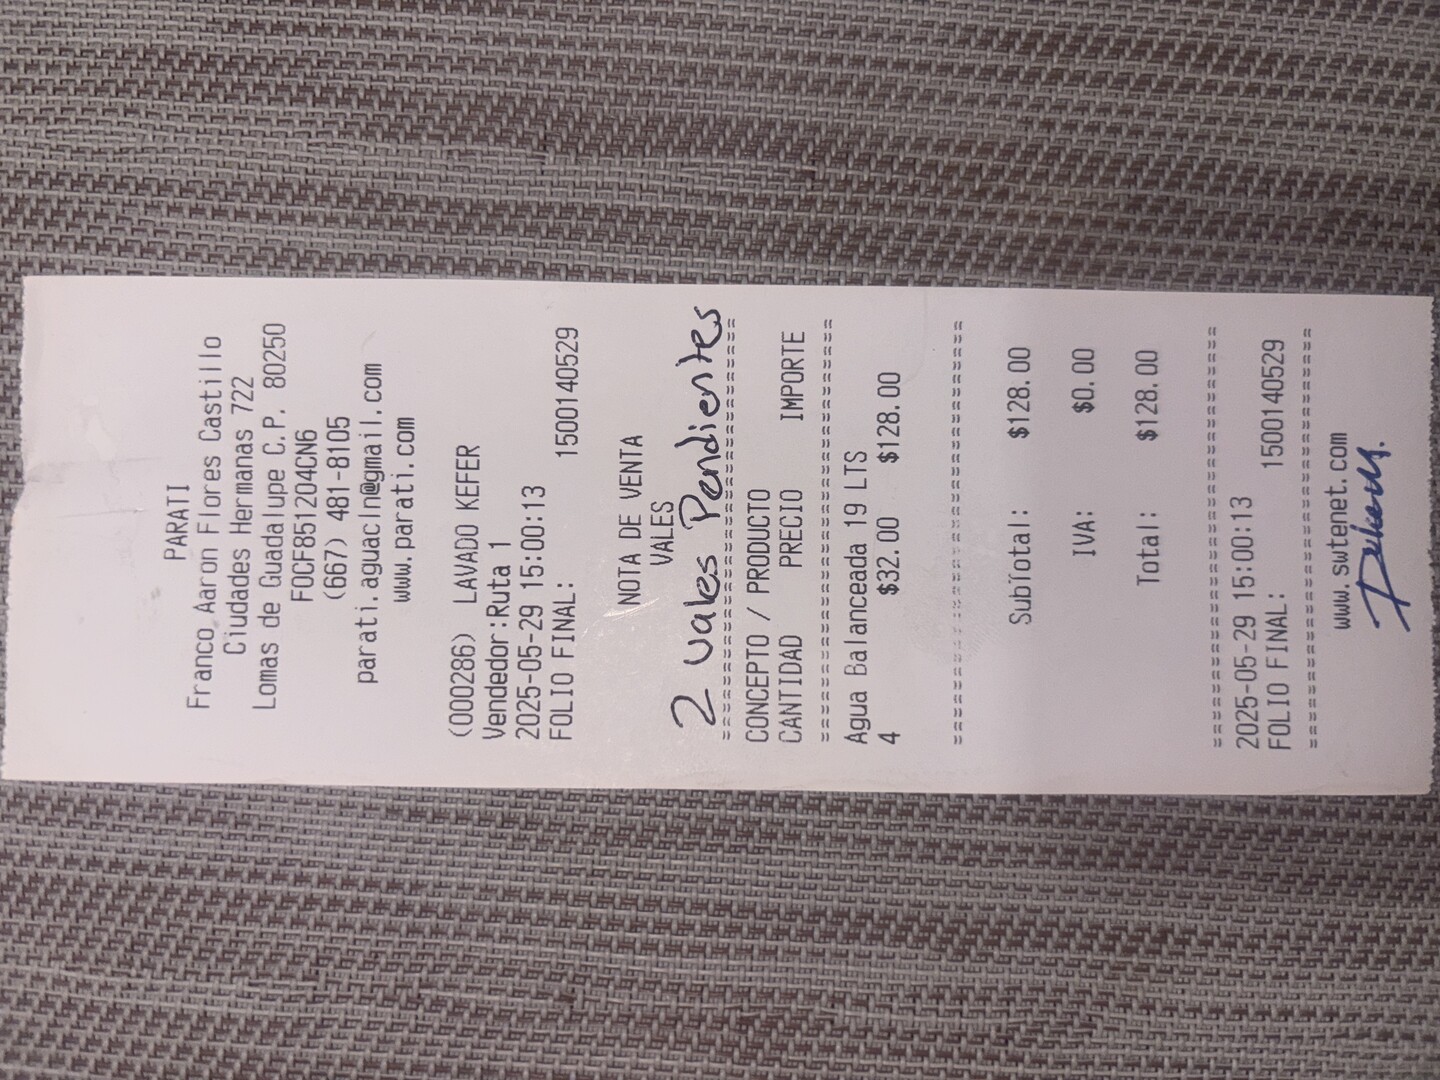 PARATI
Franco Aaron Flores Castillo
Ciudades Hermanas 722
Lomas de Guadalupe C.P. 80250
FOCF851204CN6
(667) 481-8105
parati.aguacln@gmail.com
www.parati.com
(000286) LAVADO KEFER
Vendedor:Ruta 1
2025-05-29 15:00:13
FOLIO FINAL: 1500140529
NOTA DE VENTA
VALES
2 vales Pendientes
==============================
CONCEPTO / PRODUCTO
CANTIDAD PRECIO IMPORTE
==============================
Agua Balanceada 19 LTS
4 $32.00 $128.00
==============================
SubTotal: $128.00
IVA: $0.00
Total: $128.00
==============================
2025-05-29 15:00:13
FOLIO FINAL: 1500140529
==============================
www.swtenet.com